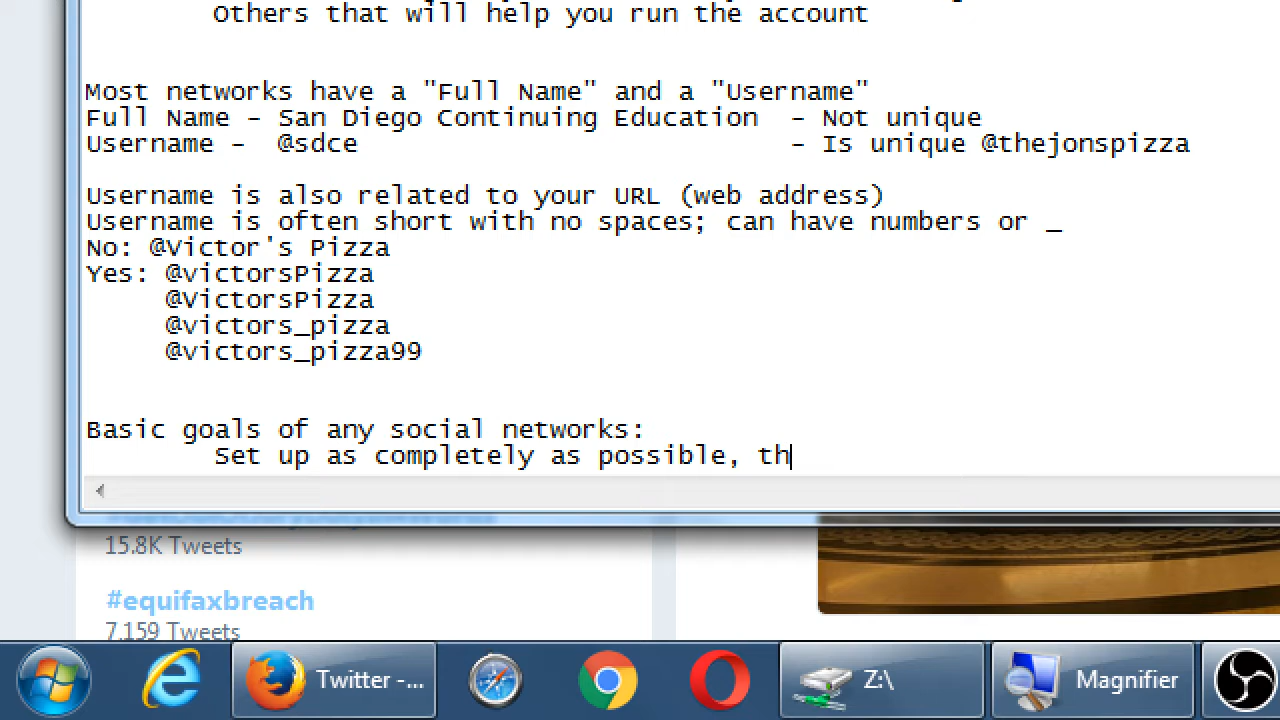 Others that will help you run the account
Most networks have a "Full Name" and a "Username"
Full Name – San Diego Continuing Education – Not unique
Username – @sdce – Is unique @thejonspizza
Username is also related to your URL (web address)
Username is often short with no spaces; can have numbers or _
No: @Victor's Pizza
Yes: @victorsPizza
@VictorsPizza
@victors_pizza
@victors_pizza99
Basic goals of any social networks:
Set up as completely as possible, th
15.8K Tweets
#equifaxbreach
7,159 Tweets
Twitter -...
Z:\
Magnifier